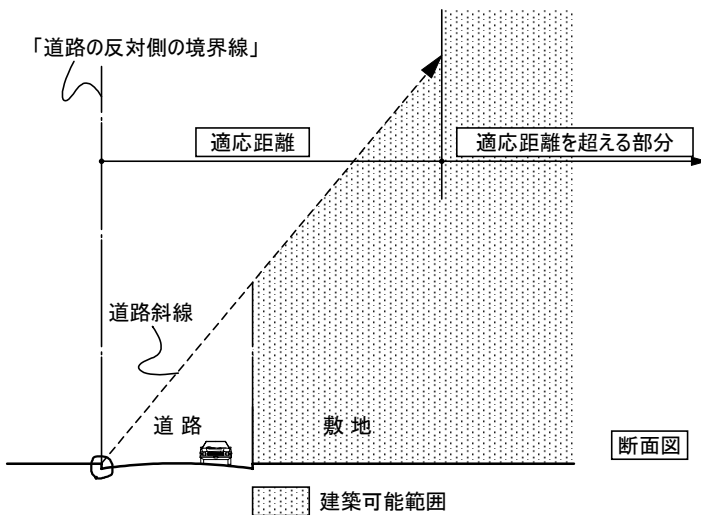 「道路の反対側の境界線」
適応距離
適応距離を超える部分
道路斜線
道路
敷地
断面図
建築可能範囲